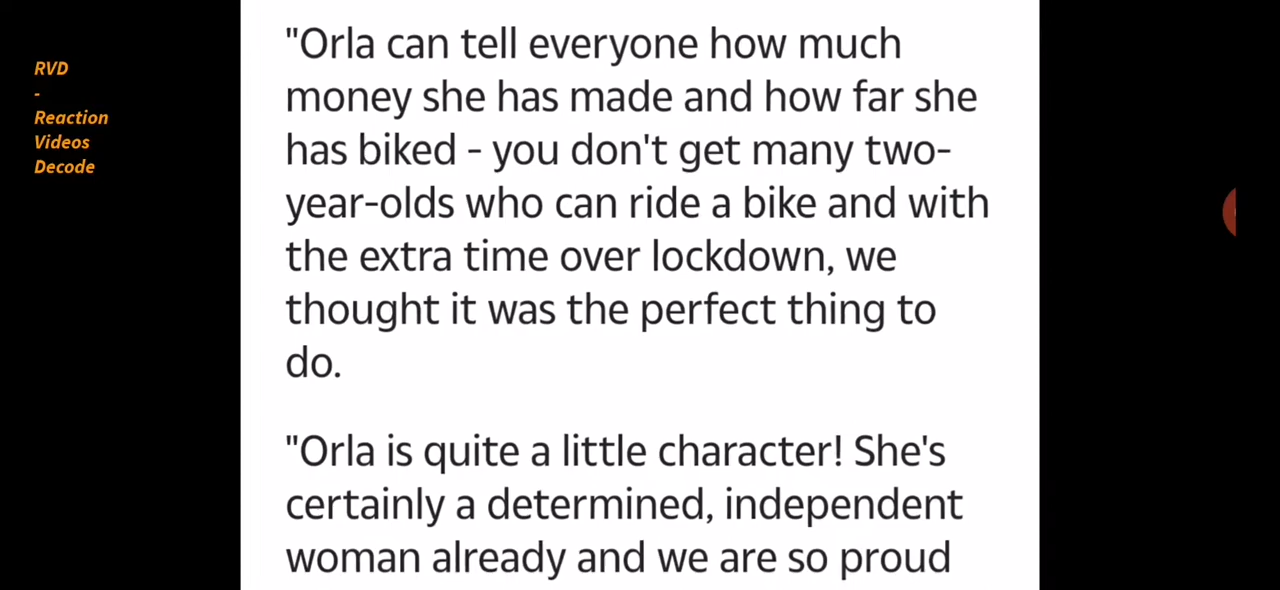 RVD
-
Reaction
Videos
Decode
"Orla can tell everyone how much
money she has made and how far she
has biked - you don't get many two-
year-olds who can ride a bike and with
the extra time over lockdown, we
thought it was the perfect thing to
do.
"Orla is quite a little character! She's
certainly a determined, independent
woman already and we are so proud